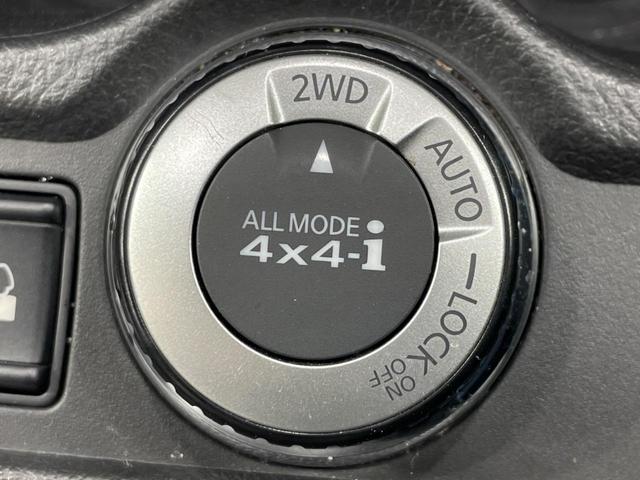 2WD
AUTO
LOCK
ON
OFF
ALL MODE
4x4-i